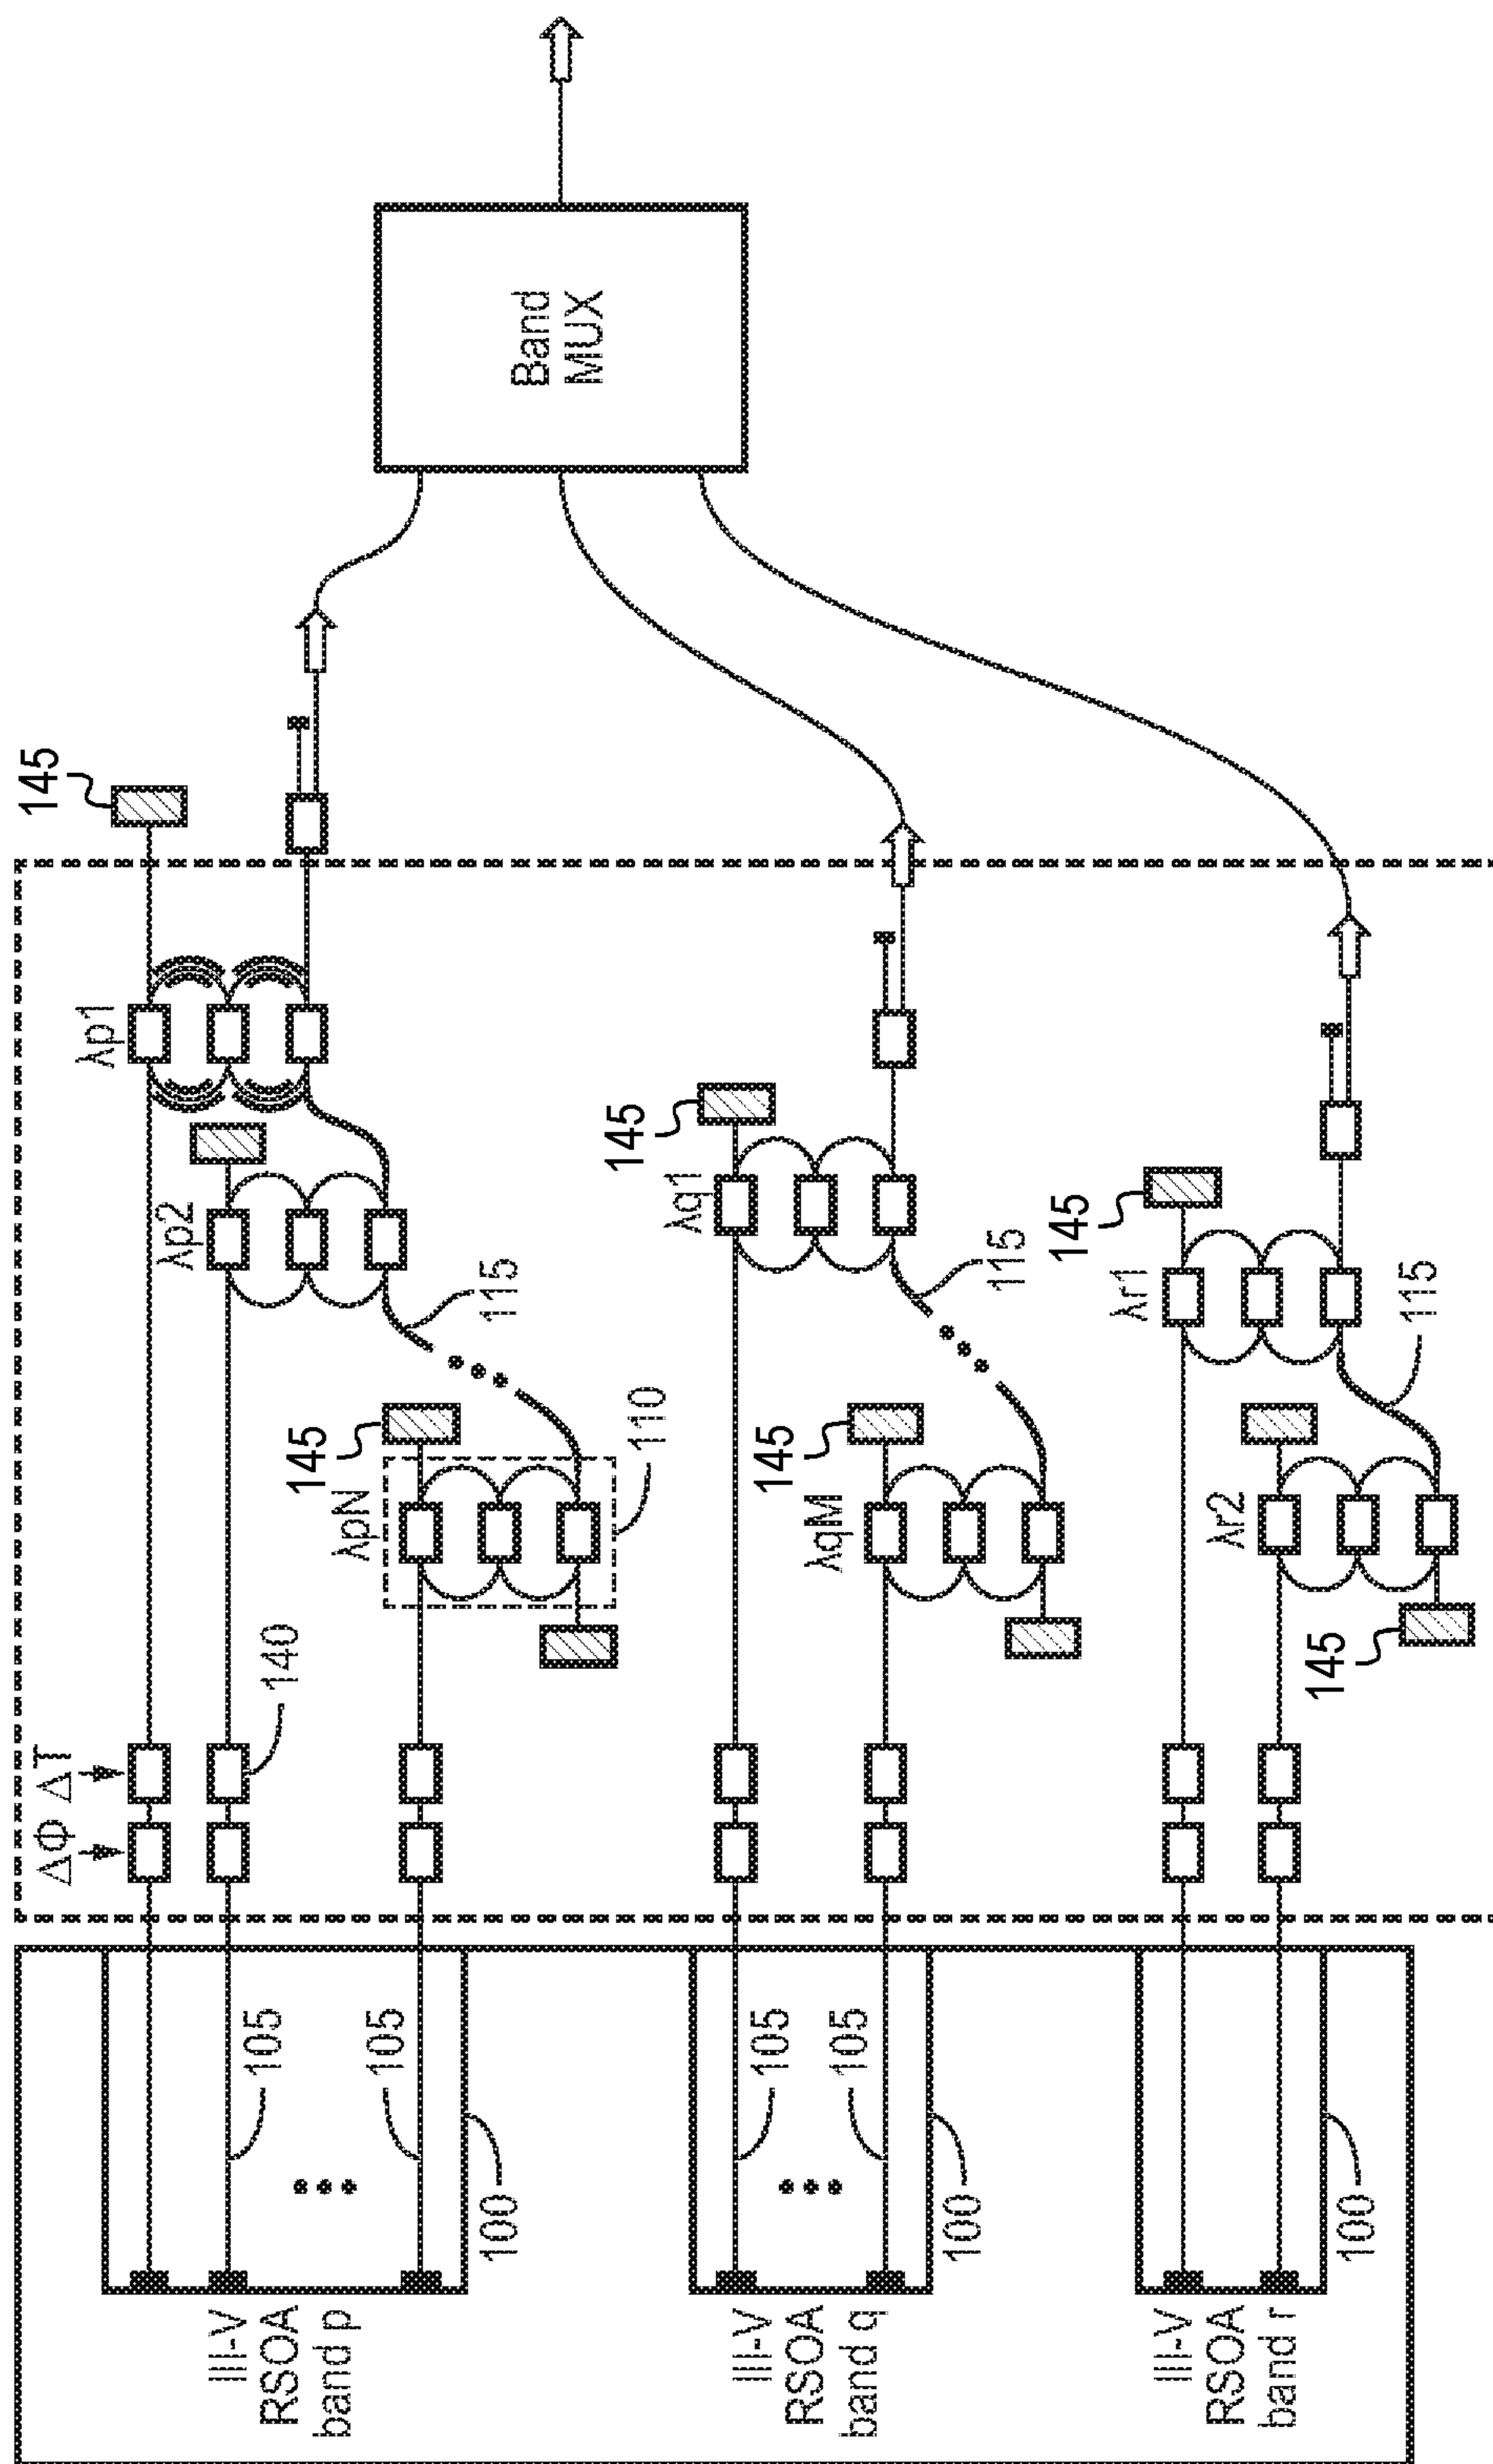 III-V
RSOA
band p
105
105
100
ΔΦ
ΔT
140
λp1
λp2
115
λpN
110
145
145
III-V
RSOA
band q
105
105
100
λq1
145
115
λqM
145
III-V
RSOA
band r
100
λr1
145
115
λr2
145
Band
MUX